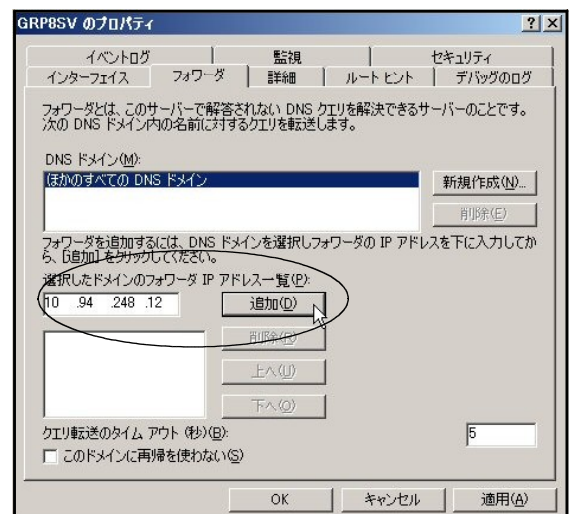 GRP8SV のプロパティ
イベントログ 監視 セキュリティ
インターフェイス フォワーダ 詳細 ルート ヒント デバッグのログ
フォワーダとは、このサーバーで解答されない DNS クエリを解決できるサーバーのことです。
次の DNS ドメイン内の名前に対するクエリを転送します。
DNS ドメイン(M):
ほかのすべての DNS ドメイン
新規作成(N)...
削除(E)
フォワーダを追加するには、DNS ドメインを選択しフォワーダの IP アドレスを下に入力してか
ら、[追加] をクリックしてください。
選択したドメインのフォワーダ IP アドレス一覧(P):
10 .94 .248 .12
追加(D)
削除(R)
上へ(U)
下へ(O)
クエリ転送のタイム アウト (秒)(B):
5
このドメインに再帰を使わない(S)
OK キャンセル 適用(A)